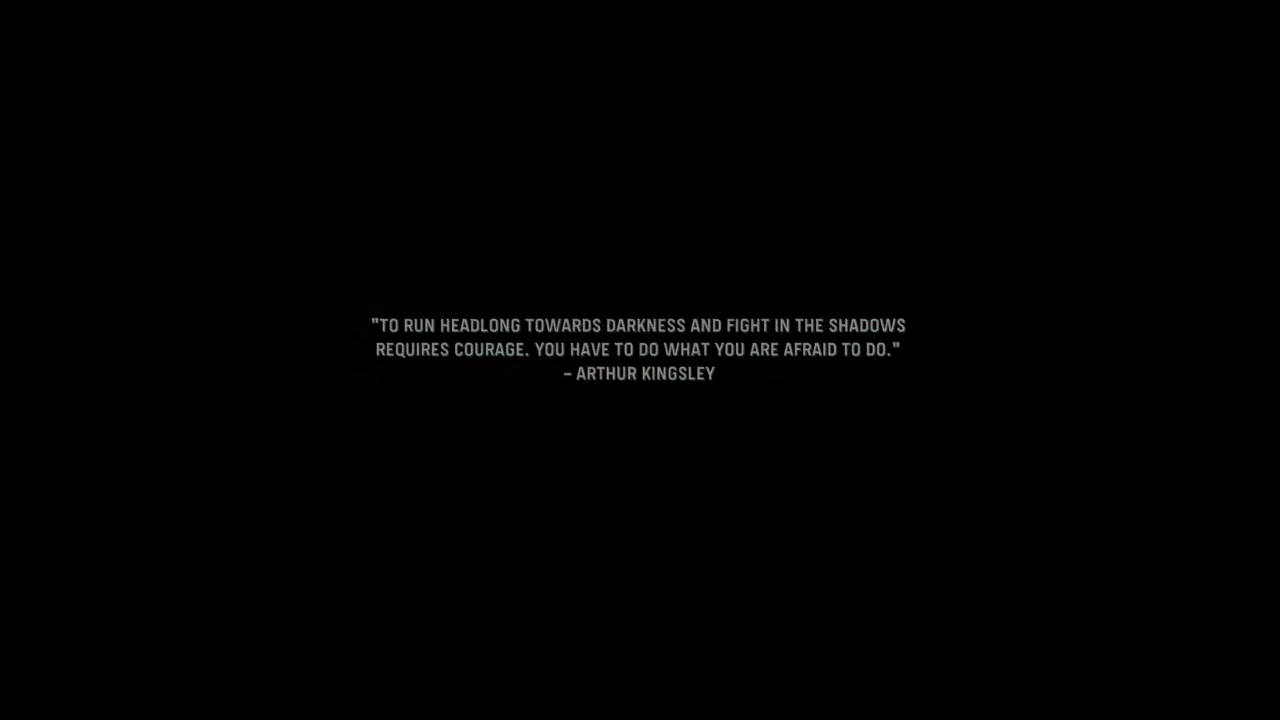 "TO RUN HEADLONG TOWARDS DARKNESS AND FIGHT IN THE SHADOWS
REQUIRES COURAGE. YOU HAVE TO DO WHAT YOU ARE AFRAID TO DO."
– ARTHUR KINGSLEY